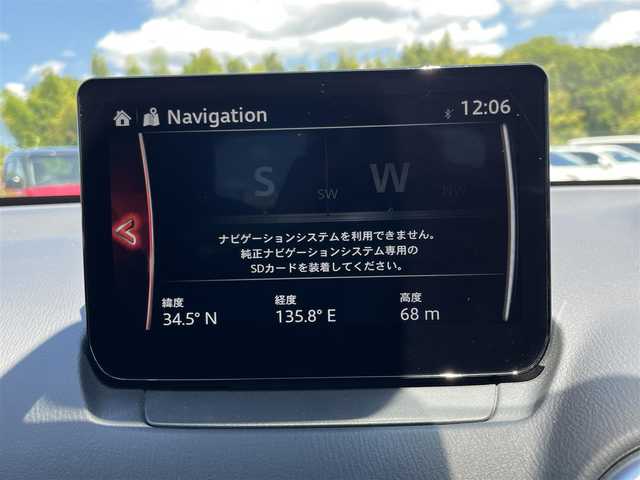 Navigation
12:06
S
SW
W
NW
ナビゲーションシステムを利用できません。
純正ナビゲーションシステム専用の
SDカードを装着してください。
緯度 経度 高度
34.5° N 135.8° E 68 m